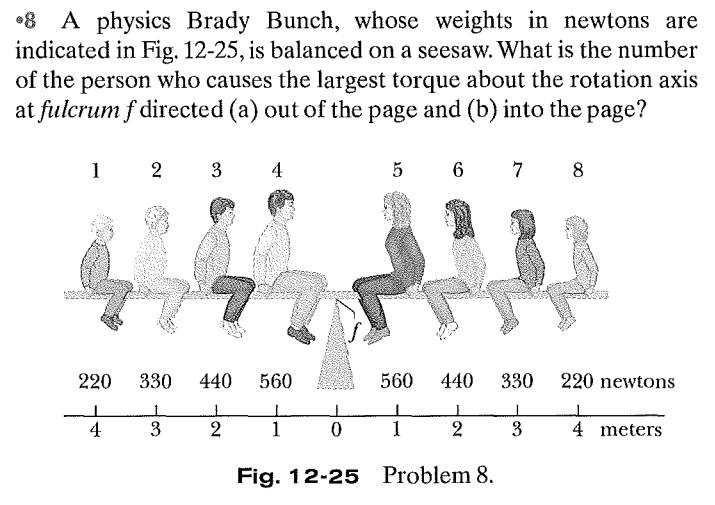 •8 A physics Brady Bunch, whose weights in newtons are
indicated in Fig. 12-25, is balanced on a seesaw. What is the number
of the person who causes the largest torque about the rotation axis
at fulcrum f directed (a) out of the page and (b) into the page?
1 2 3 4 5 6 7 8
f
220 330 440 560 560 440 330 220 newtons
4 3 2 1 0 1 2 3 4 meters
Fig. 12-25 Problem 8.